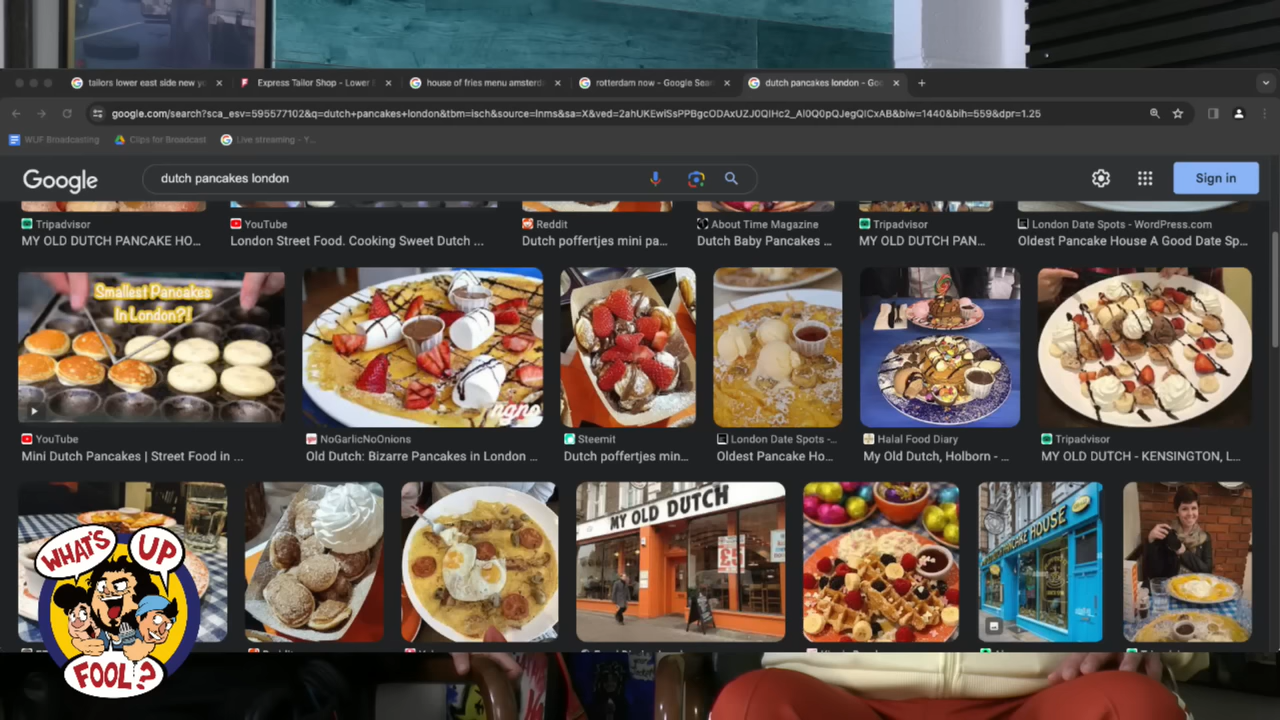 tailors lower east side new yo
Express Tailor Shop - Lower E
house of fries menu amsterda
rotterdam now - Google Sear
dutch pancakes london - Goo
google.com/search?sca_esv=595577102&q=dutch+pancakes+london&tbm=isch&source=lnms&sa=X&ved=2ahUKEwiSsPPBgcODAxUZJ0QIHc2_AI0Q0pQJegQICxAB&biw=1440&bih=559&dpr=1.25
WUF Broadcasting
Clips for Broadcast
Live streaming - Y...
Google
dutch pancakes london
Sign in
Tripadvisor
MY OLD DUTCH PANCAKE HO...
YouTube
London Street Food. Cooking Sweet Dutch ...
Reddit
Dutch poffertjes mini pa...
About Time Magazine
Dutch Baby Pancakes ...
Tripadvisor
MY OLD DUTCH PAN...
London Date Spots - WordPress.com
Oldest Pancake House A Good Date Sp...
Smallest Pancakes
In London?!
YouTube
Mini Dutch Pancakes | Street Food in ...
ngno
NoGarlicNoOnions
Old Dutch: Bizarre Pancakes in London ...
Steemit
Dutch poffertjes min...
London Date Spots -...
Oldest Pancake Ho...
Halal Food Diary
My Old Dutch, Holborn - ...
Tripadvisor
MY OLD DUTCH - KENSINGTON, L...
MY OLD DUTCH
£5
PANCAKE HOUSE
WHAT'S
UP
FOOL?